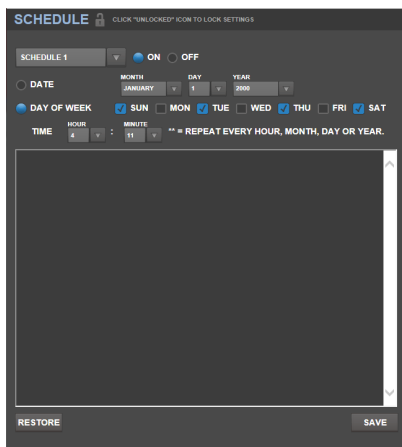 SCHEDULE CLICK "UNLOCKED" ICON TO LOCK SETTINGS
SCHEDULE 1 ON OFF
MONTH DAY YEAR
DATE JANUARY 1 2000
DAY OF WEEK SUN MON TUE WED THU FRI SAT
HOUR MINUTE
TIME 4 : 11 "* = REPEAT EVERY HOUR, MONTH, DAY OR YEAR.
RESTORE SAVE